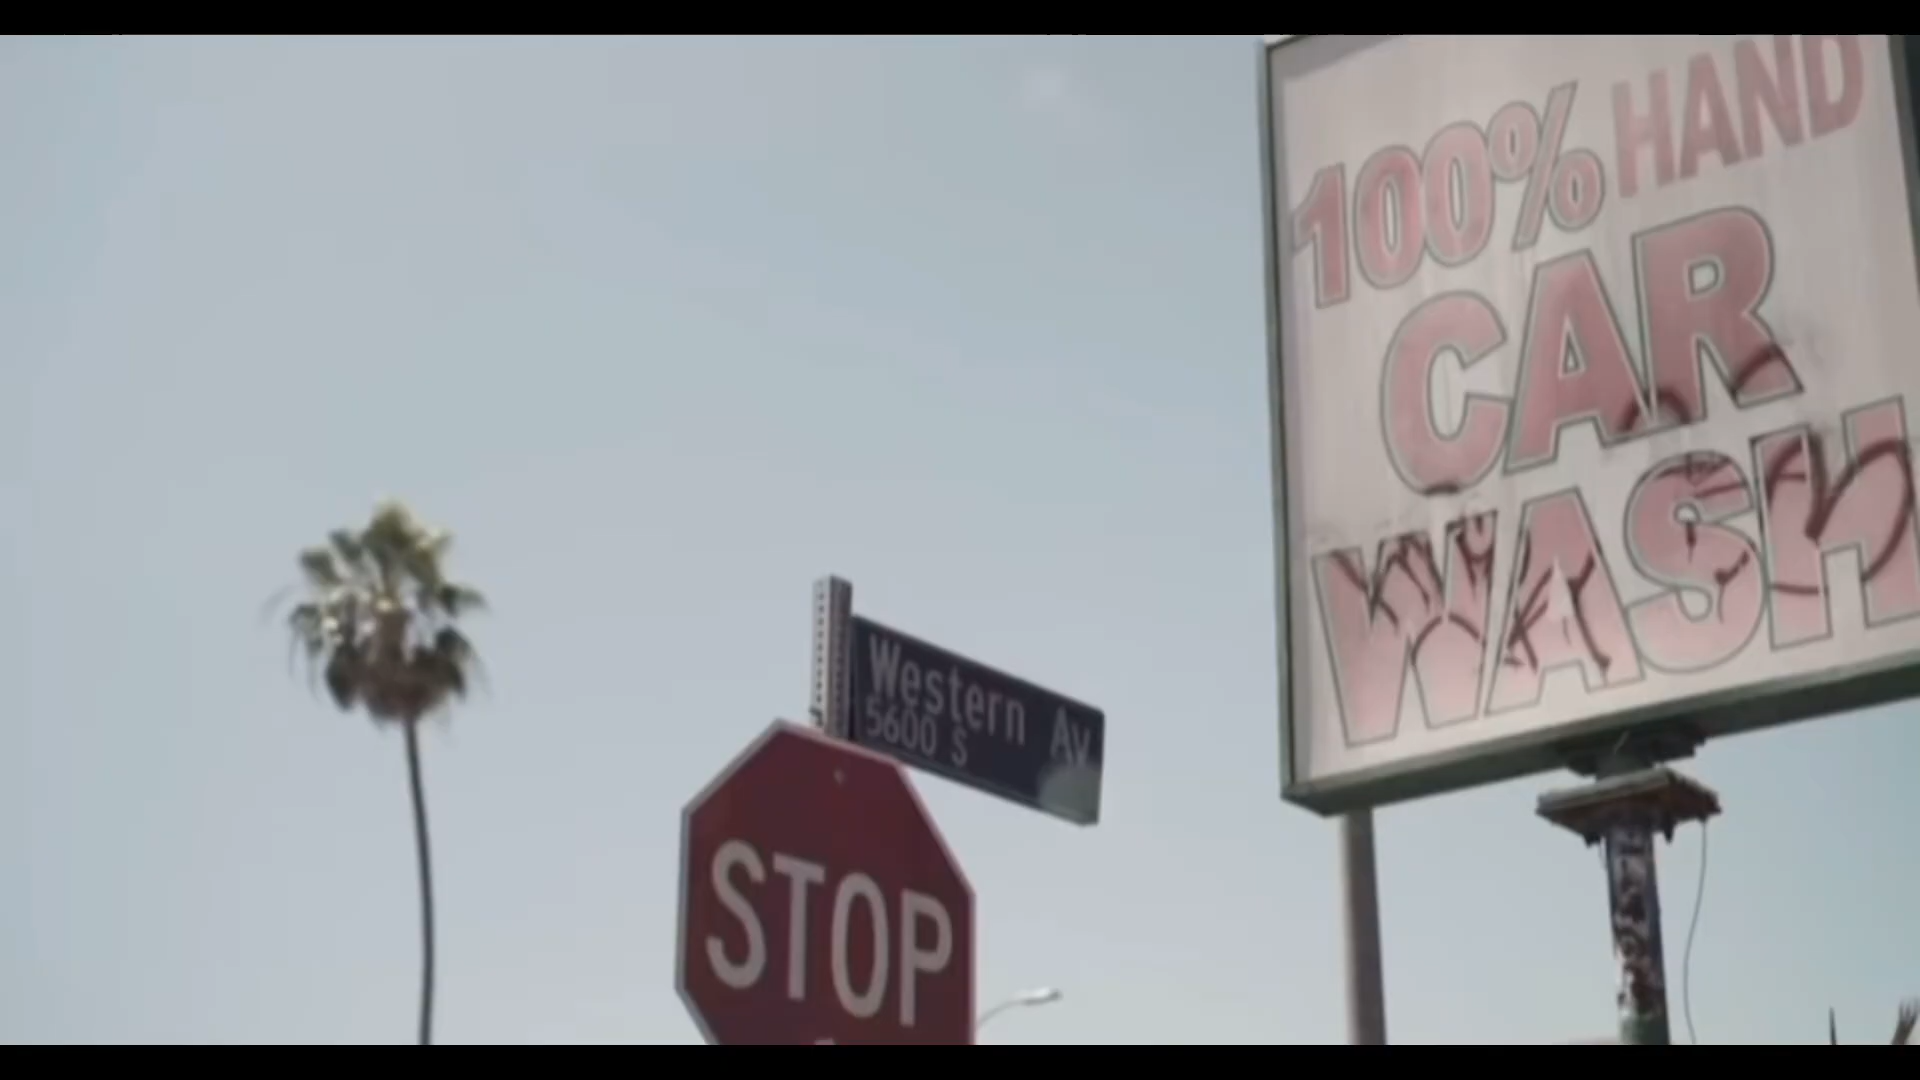 100% HAND
CAR
WASH
Western Av
5600 S
STOP